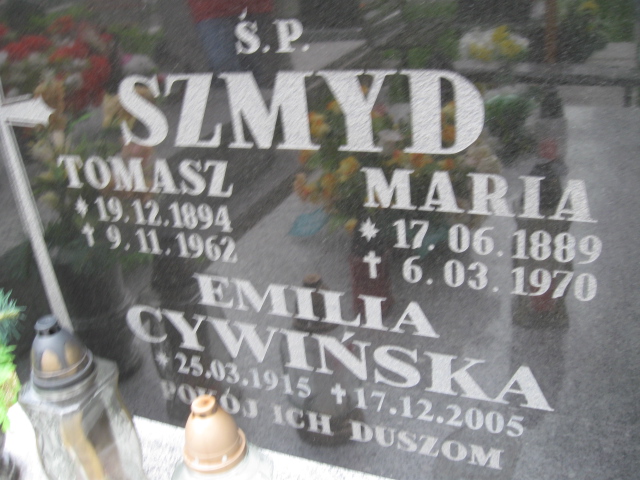 Ś.P.
SZMYD
TOMASZ
* 19.12.1894
† 9.11.1962
MARIA
* 17.06.1889
† 6.03.1970
EMILIA
CYWIŃSKA
* 25.03.1915 † 17.12.2005
POKÓJ ICH DUSZOM